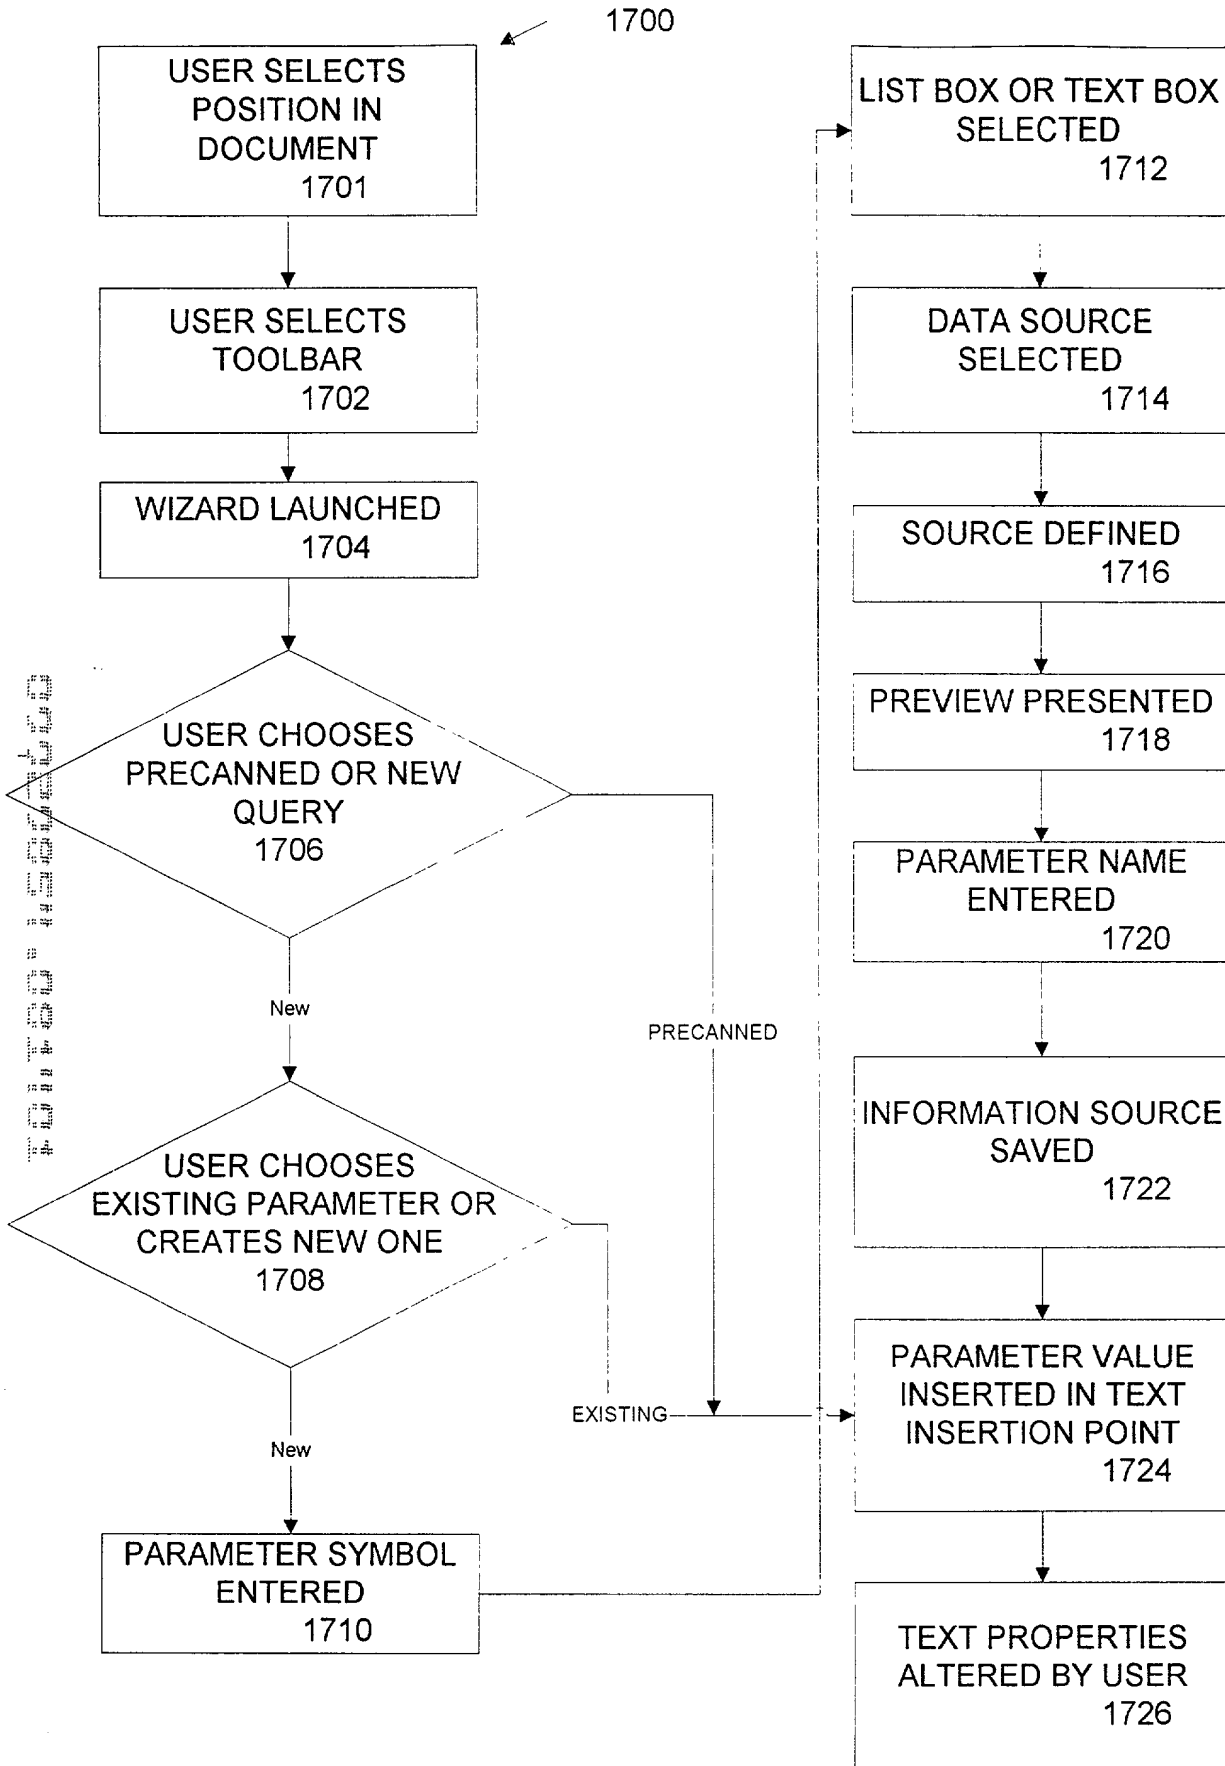 1700
USER SELECTS
POSITION IN
DOCUMENT
1701
USER SELECTS
TOOLBAR
1702
WIZARD LAUNCHED
1704
USER CHOOSES
PRECANNED OR NEW
QUERY
1706
New
PRECANNED
USER CHOOSES
EXISTING PARAMETER OR
CREATES NEW ONE
1708
EXISTING
New
PARAMETER SYMBOL
ENTERED
1710
LIST BOX OR TEXT BOX
SELECTED
1712
DATA SOURCE
SELECTED
1714
SOURCE DEFINED
1716
PREVIEW PRESENTED
1718
PARAMETER NAME
ENTERED
1720
INFORMATION SOURCE
SAVED
1722
PARAMETER VALUE
INSERTED IN TEXT
INSERTION POINT
1724
TEXT PROPERTIES
ALTERED BY USER
1726